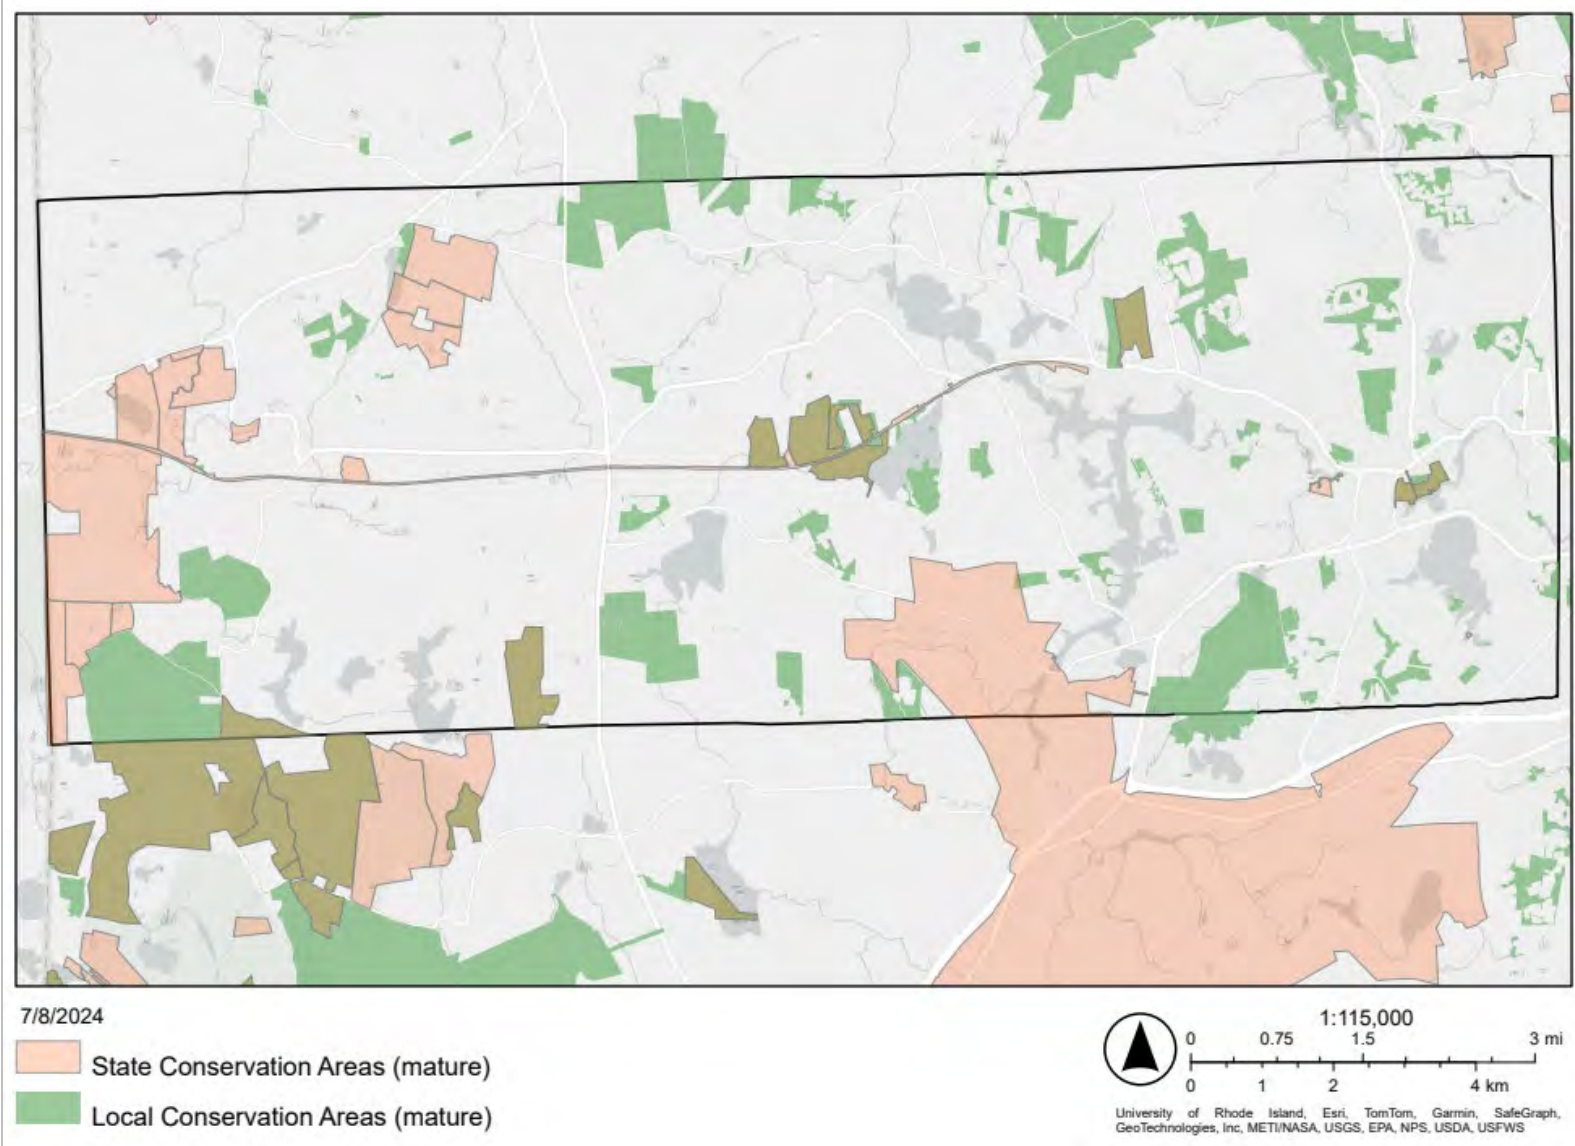 7/8/2024
State Conservation Areas (mature)
Local Conservation Areas (mature)
1:115,000
0 0.75 1.5 3 mi
0 1 2 4 km
University of Rhode Island, Esri, TomTom, Garmin, SafeGraph,
GeoTechnologies, Inc, METI/NASA, USGS, EPA, NPS, USDA, USFWS